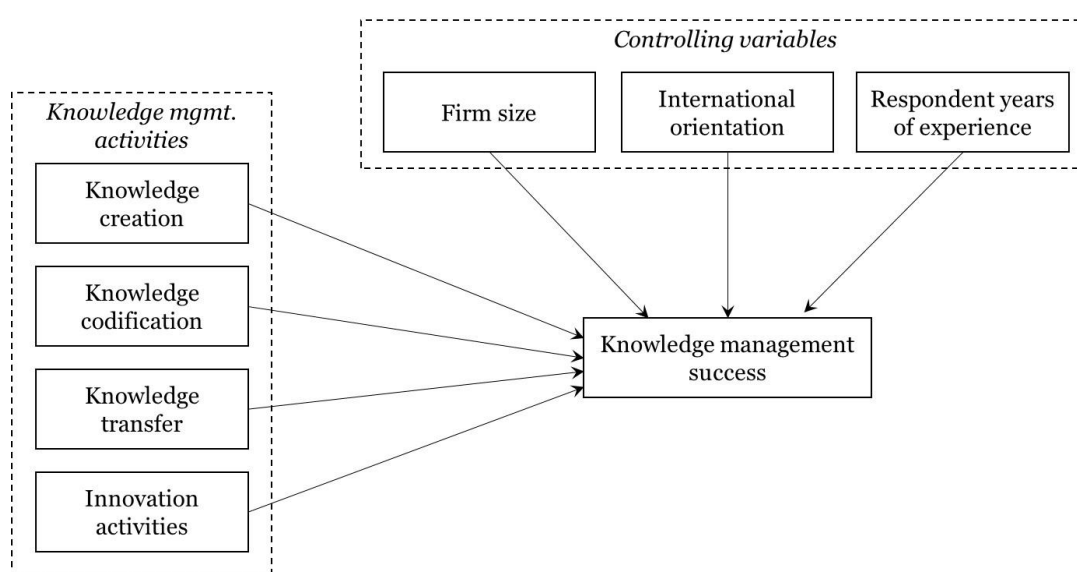 Controlling variables
Firm size
International
orientation
Respondent years
of experience
Knowledge mgmt.
activities
Knowledge
creation
Knowledge
codification
Knowledge
transfer
Innovation
activities
Knowledge management
success